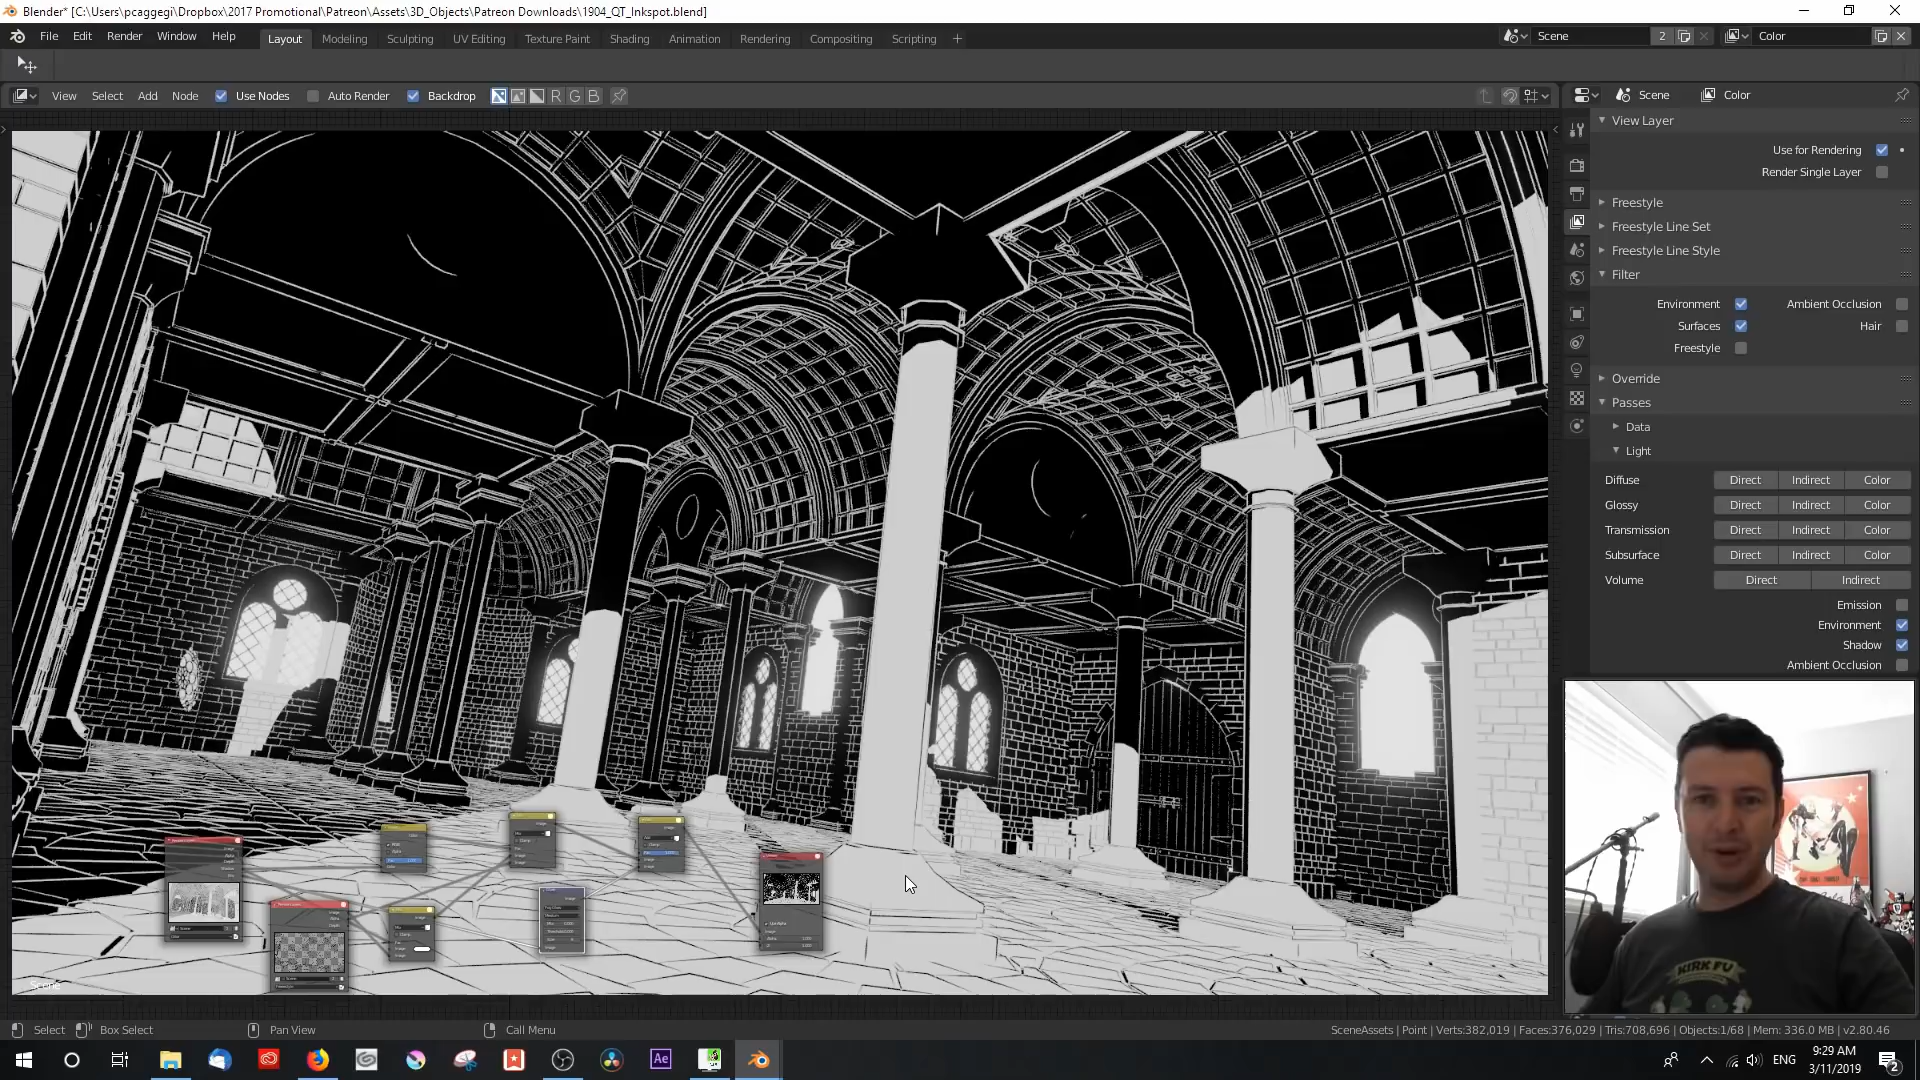 Blender* [C:\Users\pcaggegi\Dropbox\2017 Promotional\Patreon\Assets\3D_Objects\Patreon Downloads\1904_QT_Inkspot.blend]
File Edit Render Window Help Layout Modeling Sculpting UV Editing Texture Paint Shading Animation Rendering Compositing Scripting + Scene 2 Color
View Select Add Node Use Nodes Auto Render Backdrop R G B Scene Color
View Layer
Use for Rendering
Render Single Layer
Freestyle
Freestyle Line Set
Freestyle Line Style
Filter
Environment Ambient Occlusion
Surfaces Hair
Freestyle
Override
Passes
Data
Light
Diffuse Direct Indirect Color
Glossy Direct Indirect Color
Transmission Direct Indirect Color
Subsurface Direct Indirect Color
Volume Direct Indirect
Emission
Environment
Shadow
Ambient Occlusion
KIRK FU
Scene
Select Box Select Pan View Call Menu SceneAssets | Point | Verts:382,019 | Faces:376,029 | Tris:708,696 | Objects:1/68 | Mem: 336.0 MB | v2.80.46
Ae ENG 9:29 AM
3/11/2019 2